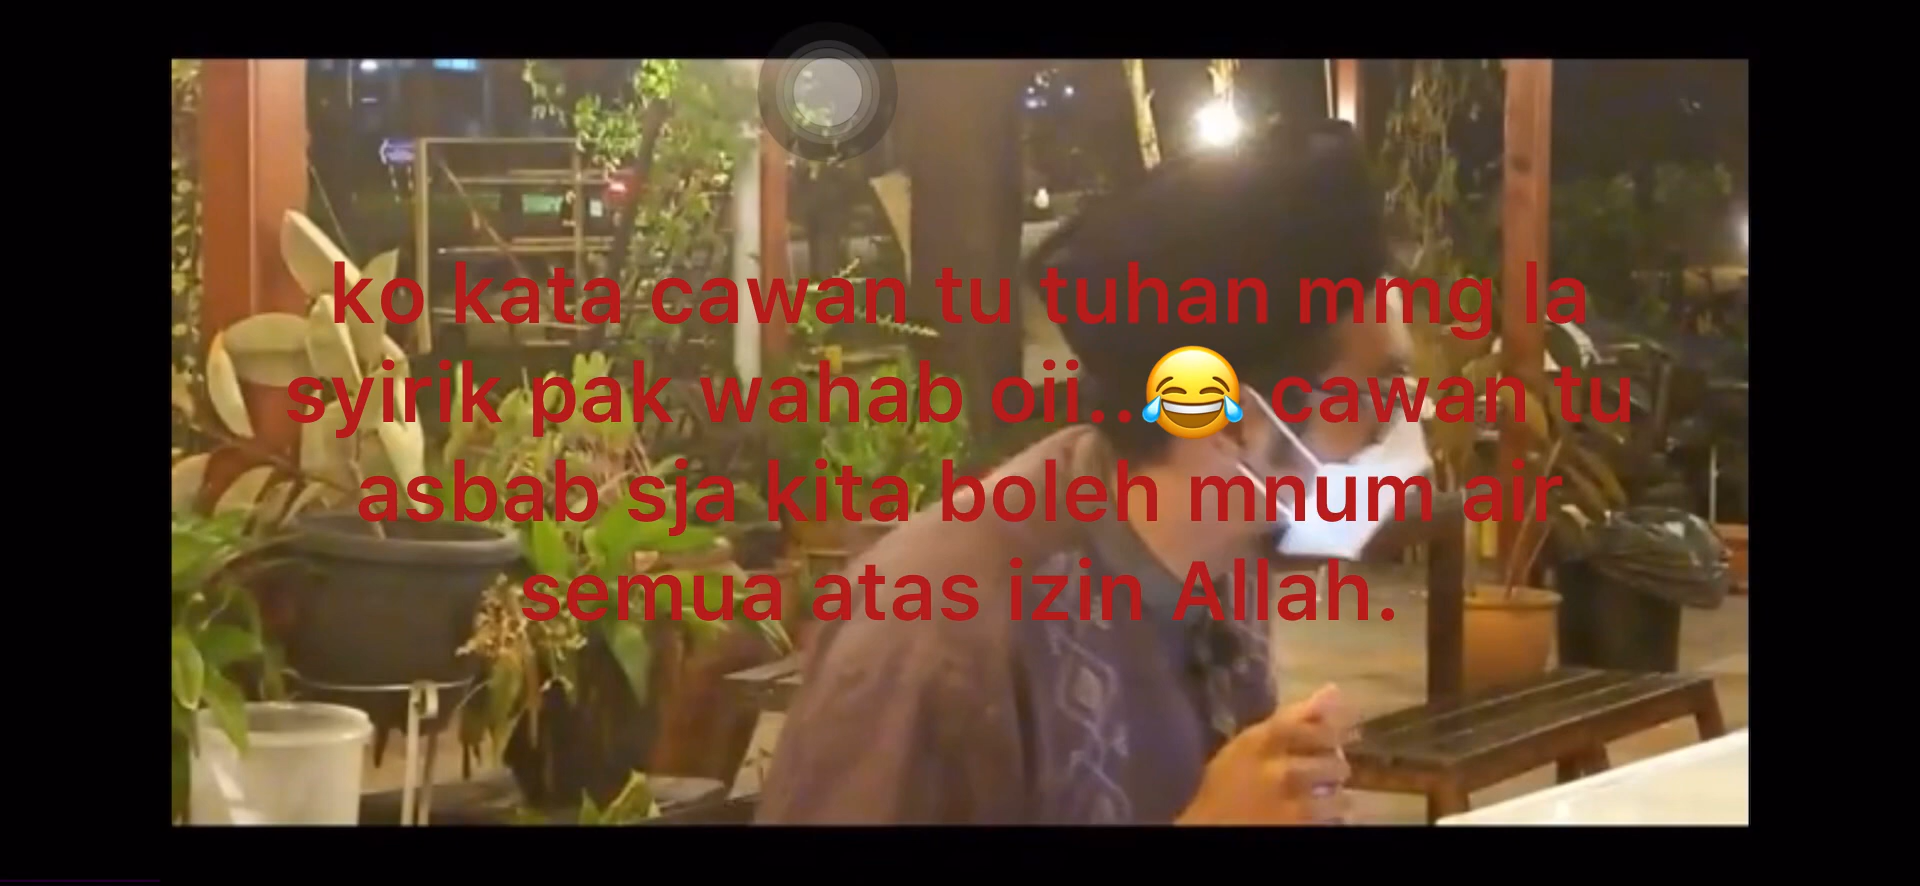 ko kata cawan tu tuhan mmg la
syirik pak wahab oii..😂 cawan tu
asbab sja kita boleh mnum air
semua atas izin Allah.